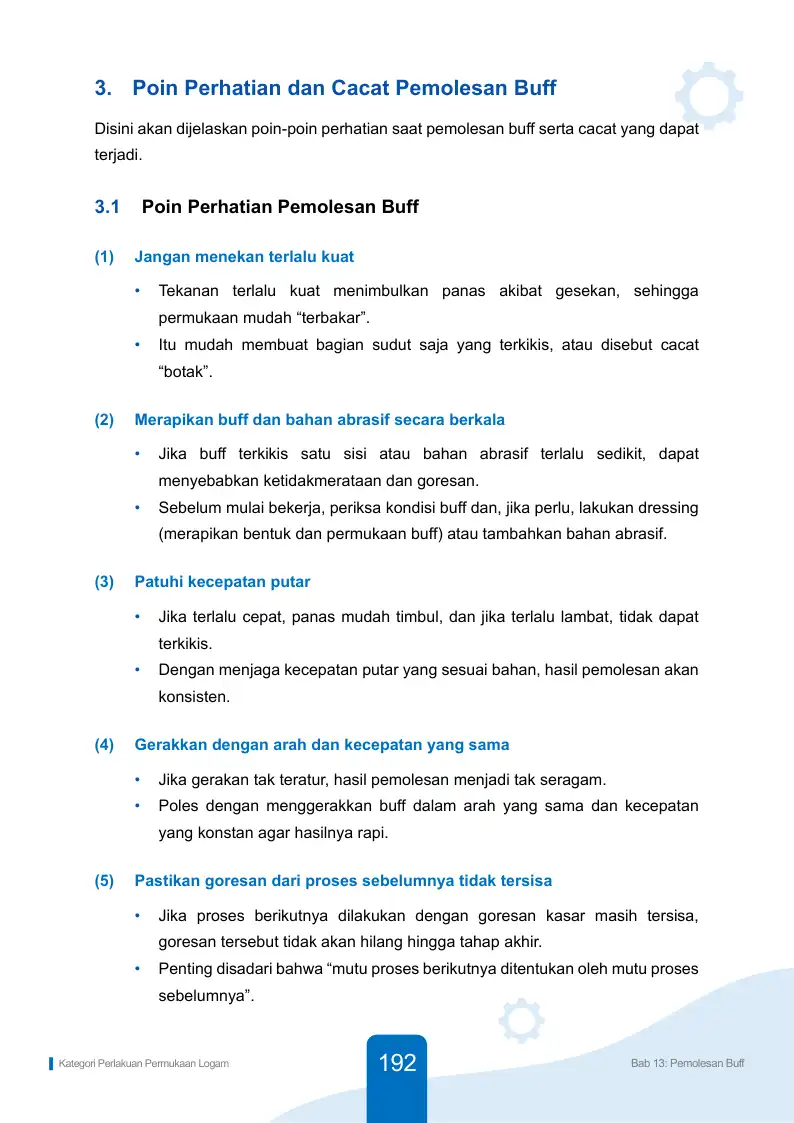 3. Poin Perhatian dan Cacat Pemolesan Buff
Disini akan dijelaskan poin-poin perhatian saat pemolesan buff serta cacat yang dapat
terjadi.
3.1 Poin Perhatian Pemolesan Buff
(1) Jangan menekan terlalu kuat
• Tekanan terlalu kuat menimbulkan panas akibat gesekan, sehingga
permukaan mudah “terbakar”.
• Itu mudah membuat bagian sudut saja yang terkikis, atau disebut cacat
“botak”.
(2) Merapikan buff dan bahan abrasif secara berkala
• Jika buff terkikis satu sisi atau bahan abrasif terlalu sedikit, dapat
menyebabkan ketidakmerataan dan goresan.
• Sebelum mulai bekerja, periksa kondisi buff dan, jika perlu, lakukan dressing
(merapikan bentuk dan permukaan buff) atau tambahkan bahan abrasif.
(3) Patuhi kecepatan putar
• Jika terlalu cepat, panas mudah timbul, dan jika terlalu lambat, tidak dapat
terkikis.
• Dengan menjaga kecepatan putar yang sesuai bahan, hasil pemolesan akan
konsisten.
(4) Gerakkan dengan arah dan kecepatan yang sama
• Jika gerakan tak teratur, hasil pemolesan menjadi tak seragam.
• Poles dengan menggerakkan buff dalam arah yang sama dan kecepatan
yang konstan agar hasilnya rapi.
(5) Pastikan goresan dari proses sebelumnya tidak tersisa
• Jika proses berikutnya dilakukan dengan goresan kasar masih tersisa,
goresan tersebut tidak akan hilang hingga tahap akhir.
• Penting disadari bahwa “mutu proses berikutnya ditentukan oleh mutu proses
sebelumnya”.
Kategori Perlakuan Permukaan Logam
192
Bab 13: Pemolesan Buff